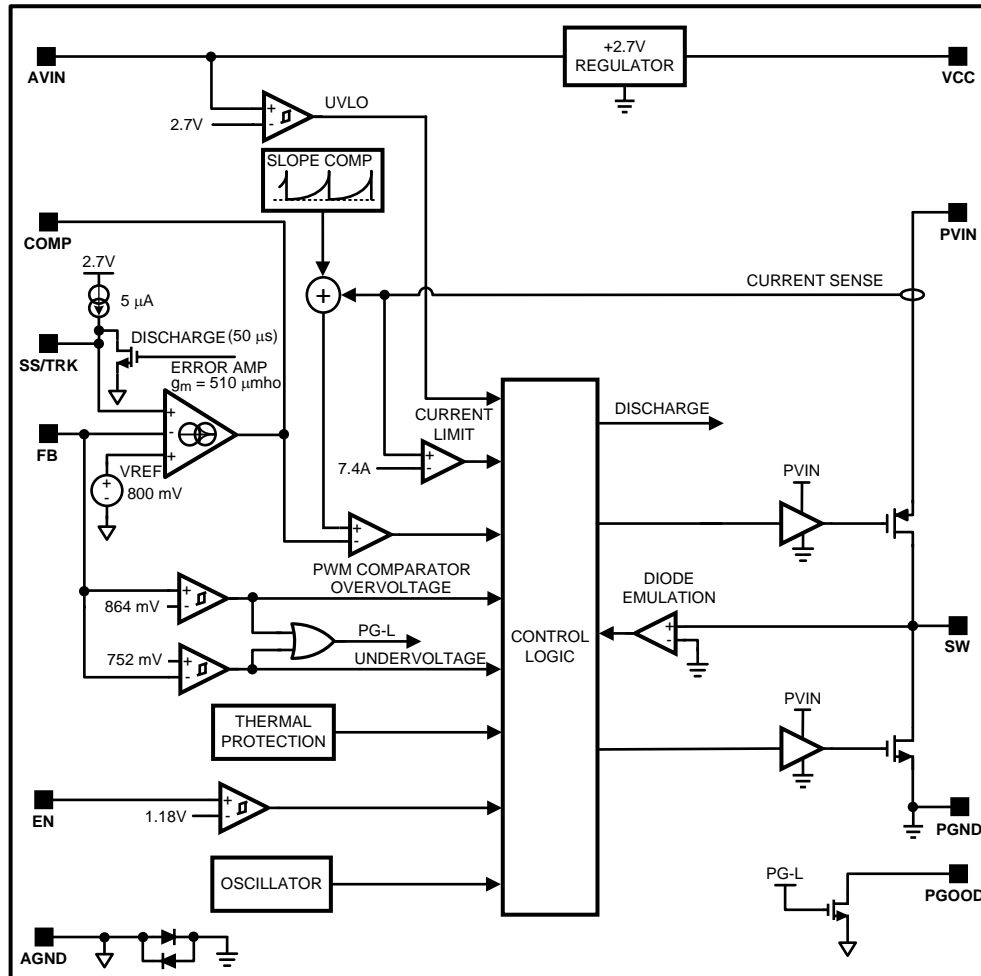 +2.7V
REGULATOR
AVIN
VCC
+
-
UVLO
2.7V
SLOPE COMP
COMP
PVIN
2.7V
5 μA
+
CURRENT SENSE
DISCHARGE (50 μs)
SS/TRK
ERROR AMP
gm = 510 μmho
+
-
+
FB
VREF
+
-
800 mV
CURRENT
LIMIT
+
-
7.4A
DISCHARGE
PVIN
+
-
PWM COMPARATOR
OVERVOLTAGE
+
-
864 mV
PG-L
DIODE
EMULATION
+
-
CONTROL
LOGIC
SW
752 mV
+
-
UNDERVOLTAGE
PVIN
THERMAL
PROTECTION
EN
+
-
1.18V
PGND
OSCILLATOR
PG-L
PGOOD
AGND